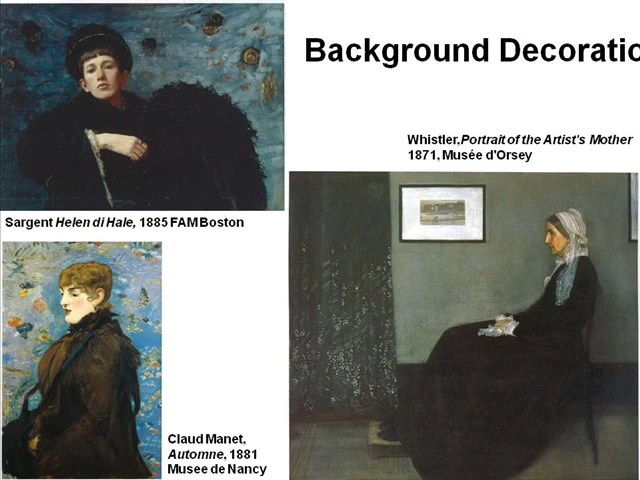 Background Decoratio
Whistler,Portrait of the Artist's Mother
1871, Musée d'Orsey
Sargent Helen di Hale, 1885 FAM Boston
Claud Manet,
Automne, 1881
Musee de Nancy